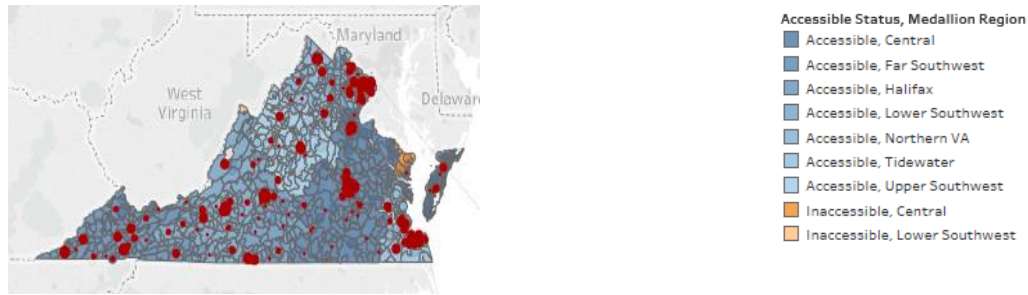 Maryland
West
Virginia
Delaware
Accessible Status, Medallion Region
Accessible, Central
Accessible, Far Southwest
Accessible, Halifax
Accessible, Lower Southwest
Accessible, Northern VA
Accessible, Tidewater
Accessible, Upper Southwest
Inaccessible, Central
Inaccessible, Lower Southwest